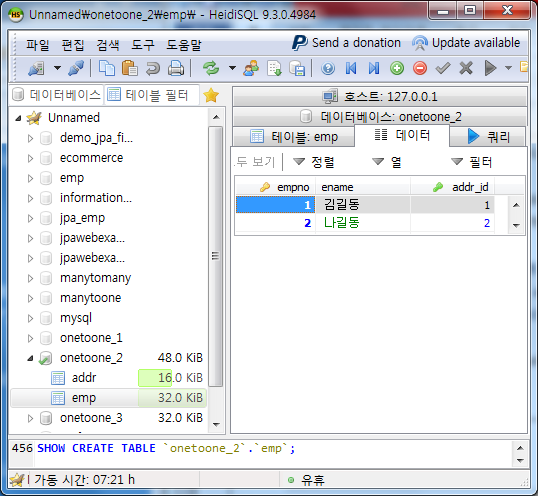 Unnamed\onetoone_2\emp\ - HeidiSQL 9.3.0.4984
파일 편집 검색 도구 도움말 Send a donation Update available
데이터베이스 테이블 필터
호스트: 127.0.0.1
데이터베이스: onetoone_2
테이블: emp 데이터 쿼리
두 보기 정렬 열 필터
empno ename addr_id
1 김길동 1
2 나길동 2
Unnamed
demo_jpa_fi...
ecommerce
emp
information...
jpa_emp
jpawebexa...
jpawebexa...
manytomany
manytoone
mysql
onetoone_1
onetoone_2 48.0 KiB
addr 16.0 KiB
emp 32.0 KiB
onetoone_3 32.0 KiB
456 SHOW CREATE TABLE `onetoone_2`.`emp`;
가동 시간: 07:21 h 유휴